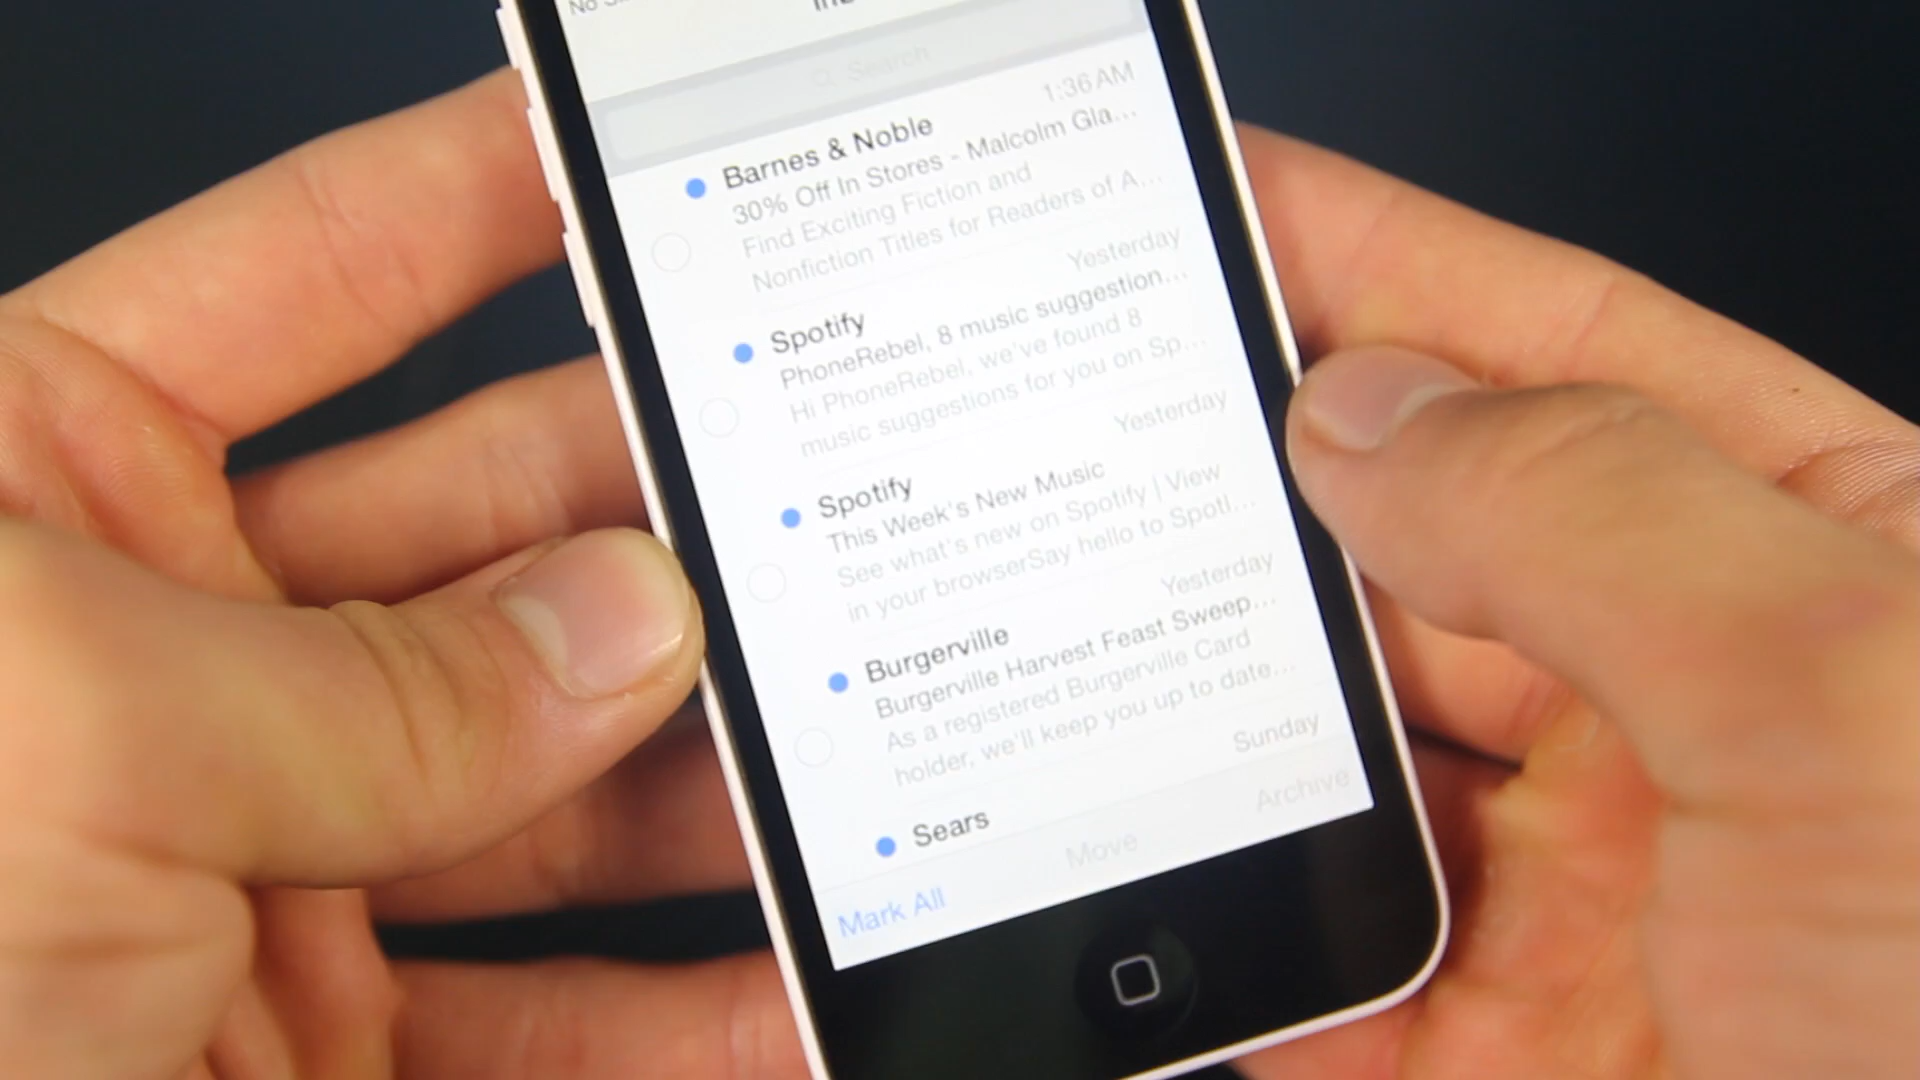 No
Search
Barnes & Noble
1:36 AM
30% Off In Stores - Malcolm Gla...
Find Exciting Fiction and
Nonfiction Titles for Readers of A...
Spotify
Yesterday
PhoneRebel, 8 music suggestion...
Hi PhoneRebel, we've found 8
music suggestions for you on Sp...
Spotify
Yesterday
This Week's New Music
See what's new on Spotify | View
in your browserSay hello to Spoti...
Burgerville
Yesterday
Burgerville Harvest Feast Sweep...
As a registered Burgerville Card
holder, we'll keep you up to date...
Sears
Sunday
Mark All
Move
Archive